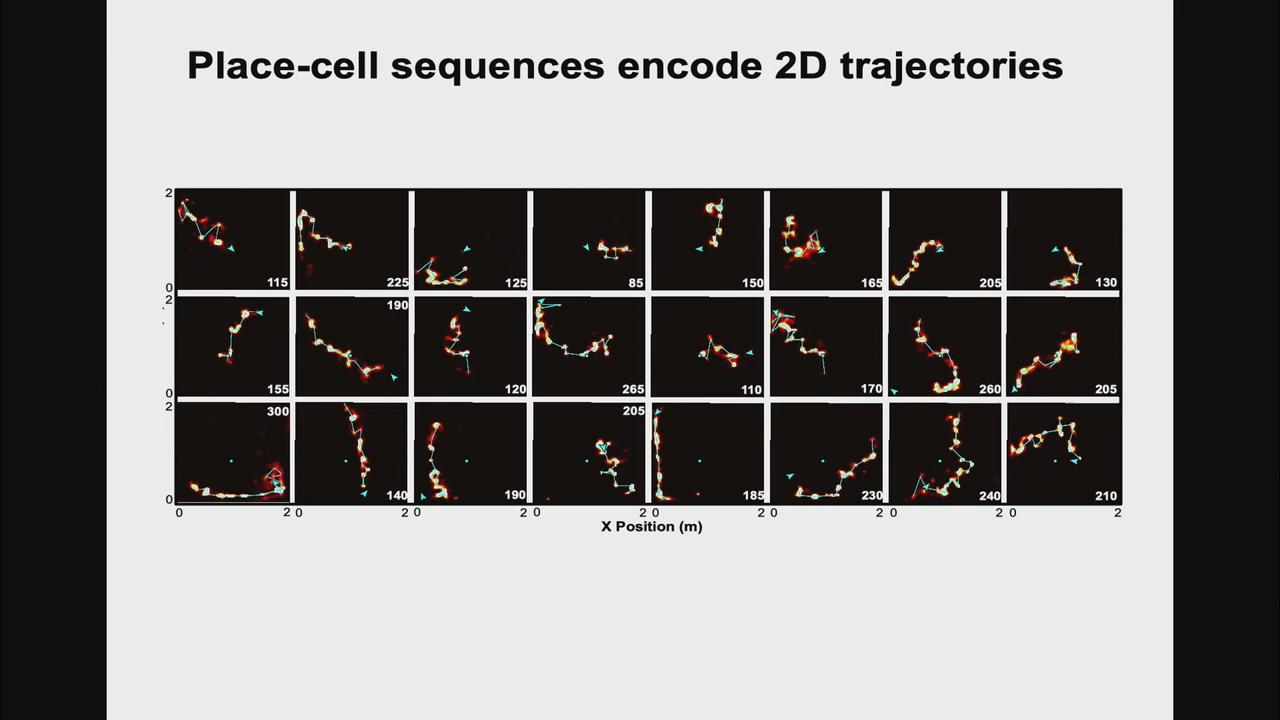 Place-cell sequences encode 2D trajectories
2
115 225 125 85 150 165 205 130
0
2
190
155 120 265 110 170 260 205
0
2
300 205
140 190 185 230 240 210
0
0 2 0 2 0 2 0 2 0 2 0 2 0 2 0 2
X Position (m)